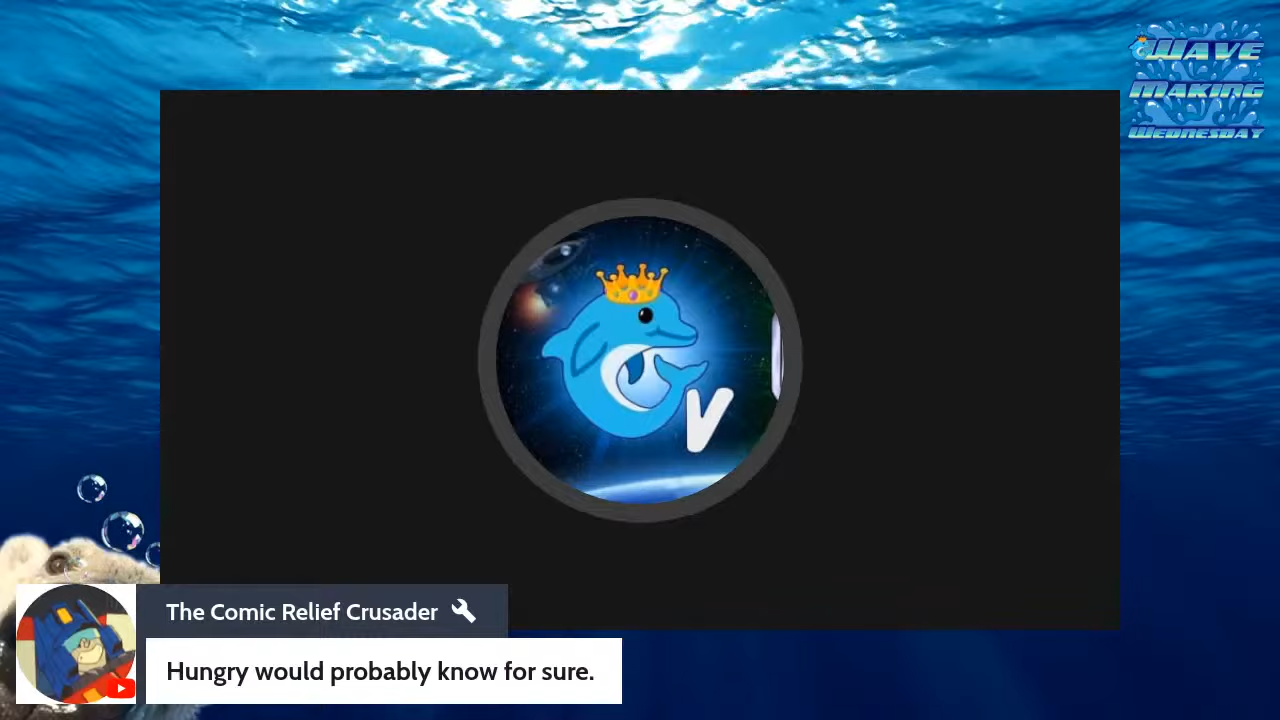 WAVE
MAKING
WEDNESDAY
V
The Comic Relief Crusader
Hungry would probably know for sure.